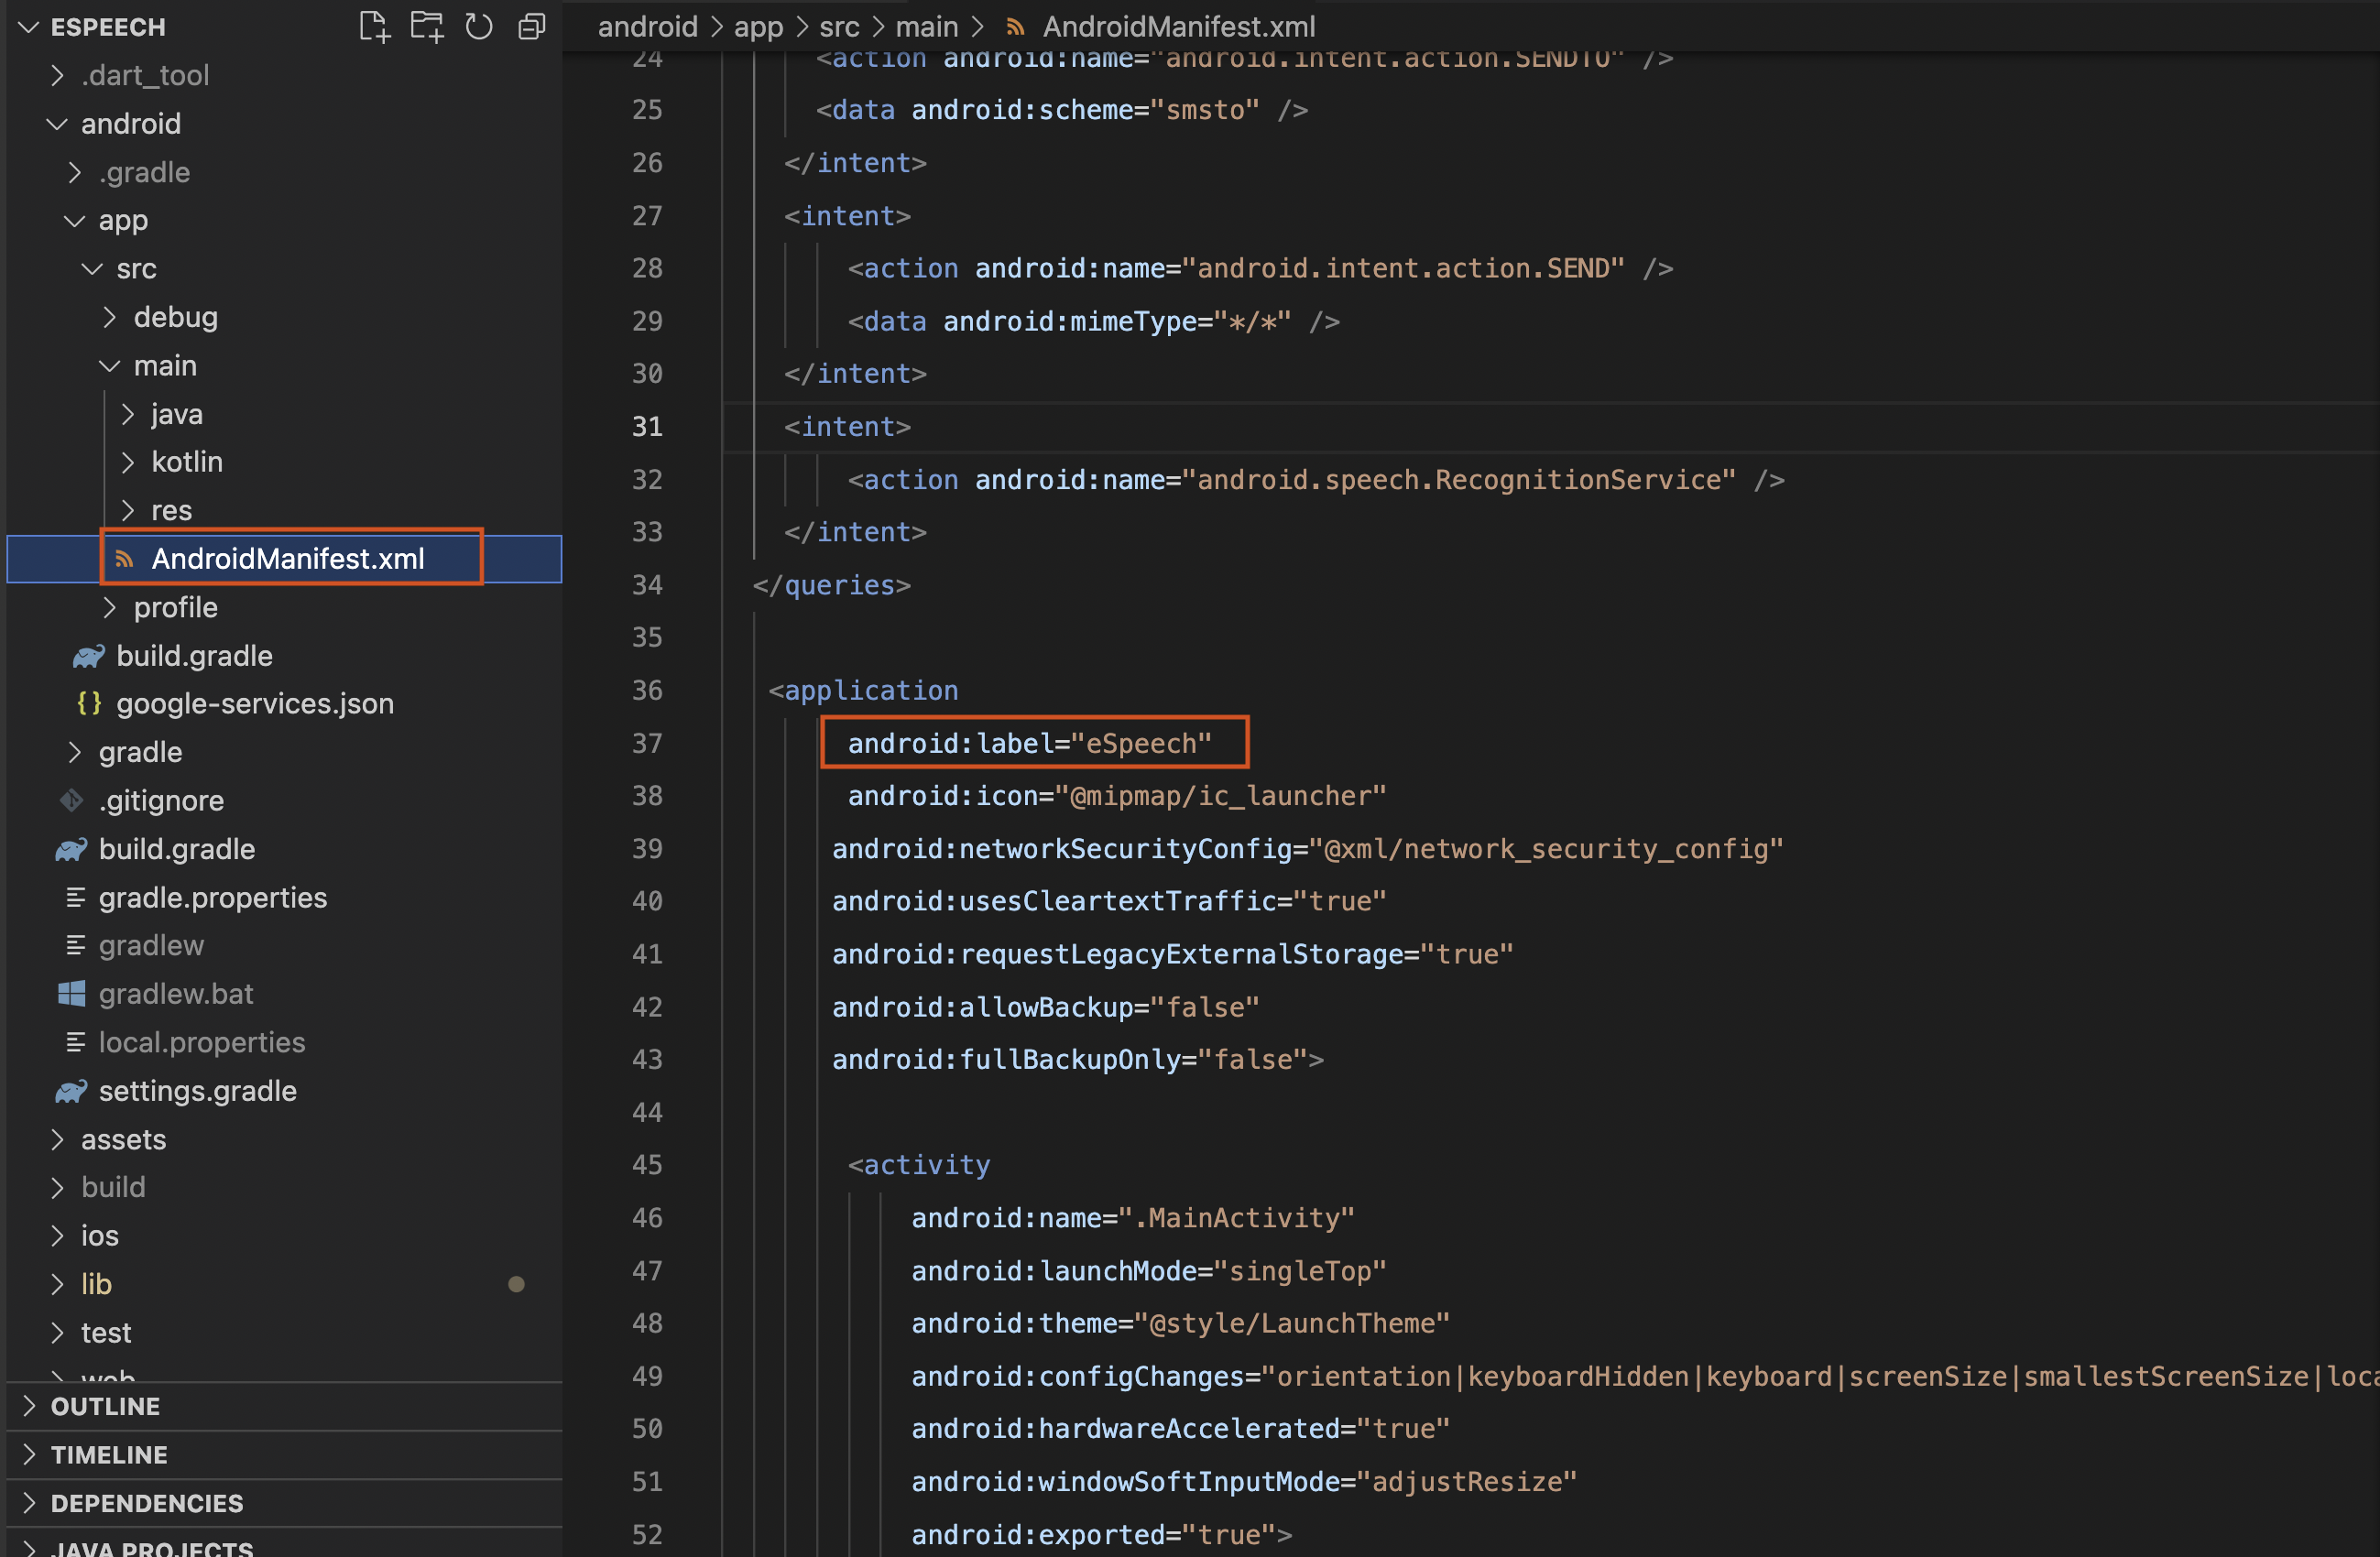 ESPEECH
.dart_tool
android
.gradle
app
src
debug
main
java
kotlin
res
AndroidManifest.xml
profile
build.gradle
{} google-services.json
gradle
.gitignore
build.gradle
gradle.properties
gradlew
gradlew.bat
local.properties
settings.gradle
assets
build
ios
lib
test
web
OUTLINE
TIMELINE
DEPENDENCIES
JAVA PROJECTS
android > app > src > main > AndroidManifest.xml
24 <action android:name="android.intent.action.SENDTO" />
25 <data android:scheme="smsto" />
26 </intent>
27 <intent>
28 <action android:name="android.intent.action.SEND" />
29 <data android:mimeType="*/*" />
30 </intent>
31 <intent>
32 <action android:name="android.speech.RecognitionService" />
33 </intent>
34 </queries>
35
36 <application
37 android:label="eSpeech"
38 android:icon="@mipmap/ic_launcher"
39 android:networkSecurityConfig="@xml/network_security_config"
40 android:usesCleartextTraffic="true"
41 android:requestLegacyExternalStorage="true"
42 android:allowBackup="false"
43 android:fullBackupOnly="false">
44
45 <activity
46 android:name=".MainActivity"
47 android:launchMode="singleTop"
48 android:theme="@style/LaunchTheme"
49 android:configChanges="orientation|keyboardHidden|keyboard|screenSize|smallestScreenSize|loca
50 android:hardwareAccelerated="true"
51 android:windowSoftInputMode="adjustResize"
52 android:exported="true">